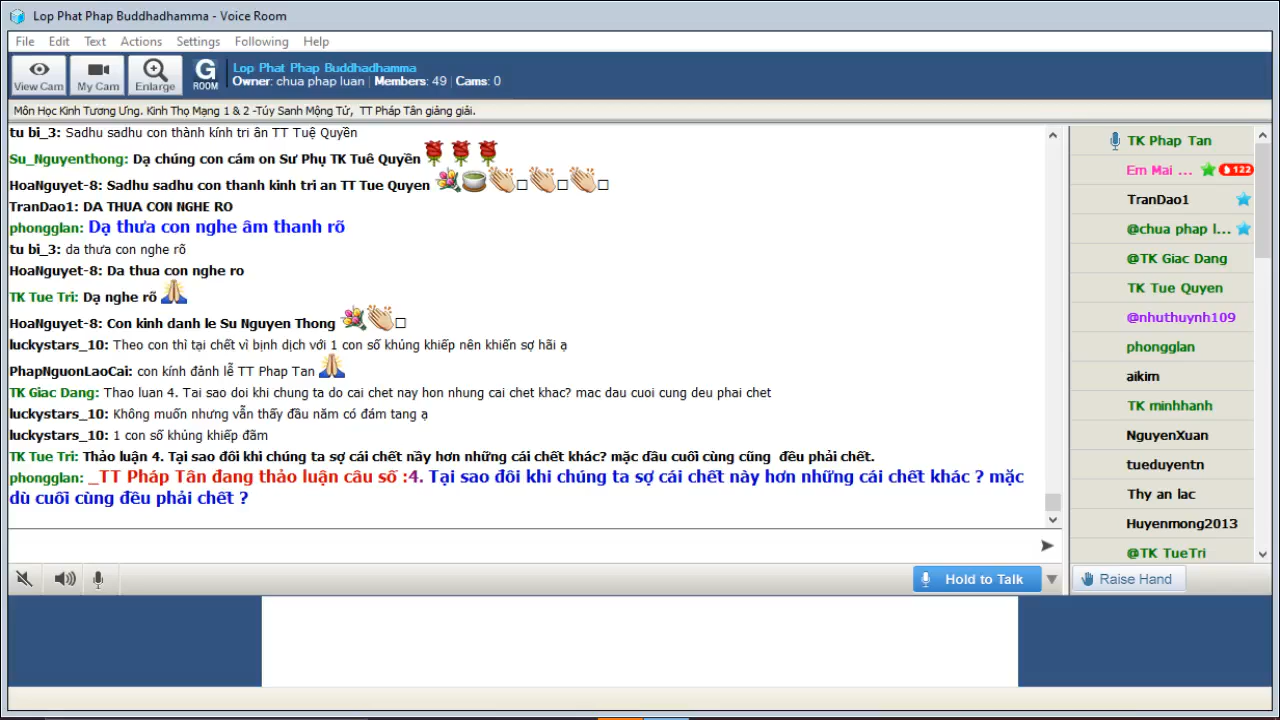 Lop Phat Phap Buddhadhamma - Voice Room
File Edit Text Actions Settings Following Help
View Cam My Cam Enlarge G ROOM
Lop Phat Phap Buddhadhamma
Owner: chua phap luan | Members: 49 | Cams: 0
Môn Học Kinh Tương Ưng. Kinh Thọ Mạng 1 & 2 -Túy Sanh Mộng Tử, TT Pháp Tân giảng giải.
tu bi_3: Sadhu sadhu con thành kính tri ân TT Tuệ Quyền
Su_Nguyenthong: Dạ chúng con cám on Sư Phụ TK Tuê Quyền
HoaNguyet-8: Sadhu sadhu con thanh kinh tri an TT Tue Quyen
TranDao1: DA THUA CON NGHE RO
phongglan: Dạ thưa con nghe âm thanh rõ
tu bi_3: da thưa con nghe rõ
HoaNguyet-8: Da thua con nghe ro
TK Tue Tri: Dạ nghe rõ
HoaNguyet-8: Con kinh danh le Su Nguyen Thong
luckystars_10: Theo con thì tại chết vì bịnh dịch với 1 con số khủng khiếp nên khiến sợ hãi ạ
PhapNguonLaoCai: con kính đảnh lễ TT Phap Tan
TK Giac Dang: Thao luan 4. Tai sao doi khi chung ta do cai chet nay hon nhung cai chet khac? mac dau cuoi cung deu phai chet
luckystars_10: Không muốn nhưng vẫn thấy đầu năm có đám tang ạ
luckystars_10: 1 con số khủng khiếp đãm
TK Tue Tri: Thảo luận 4. Tại sao đôi khi chúng ta sợ cái chết nầy hơn những cái chết khác? mặc dầu cuối cùng cũng đều phải chết.
phongglan: _TT Pháp Tân đang thảo luận câu số :4. Tại sao đôi khi chúng ta sợ cái chết này hơn những cái chết khác ? mặc
dù cuối cùng đều phải chết ?
Hold to Talk
TK Phap Tan
Em Mai ... 122
TranDao1
@chua phap l...
@TK Giac Dang
TK Tue Quyen
@nhuthuynh109
phongglan
aikim
TK minhhanh
NguyenXuan
tueduyentn
Thy an lac
Huyenmong2013
@TK TueTri
Raise Hand